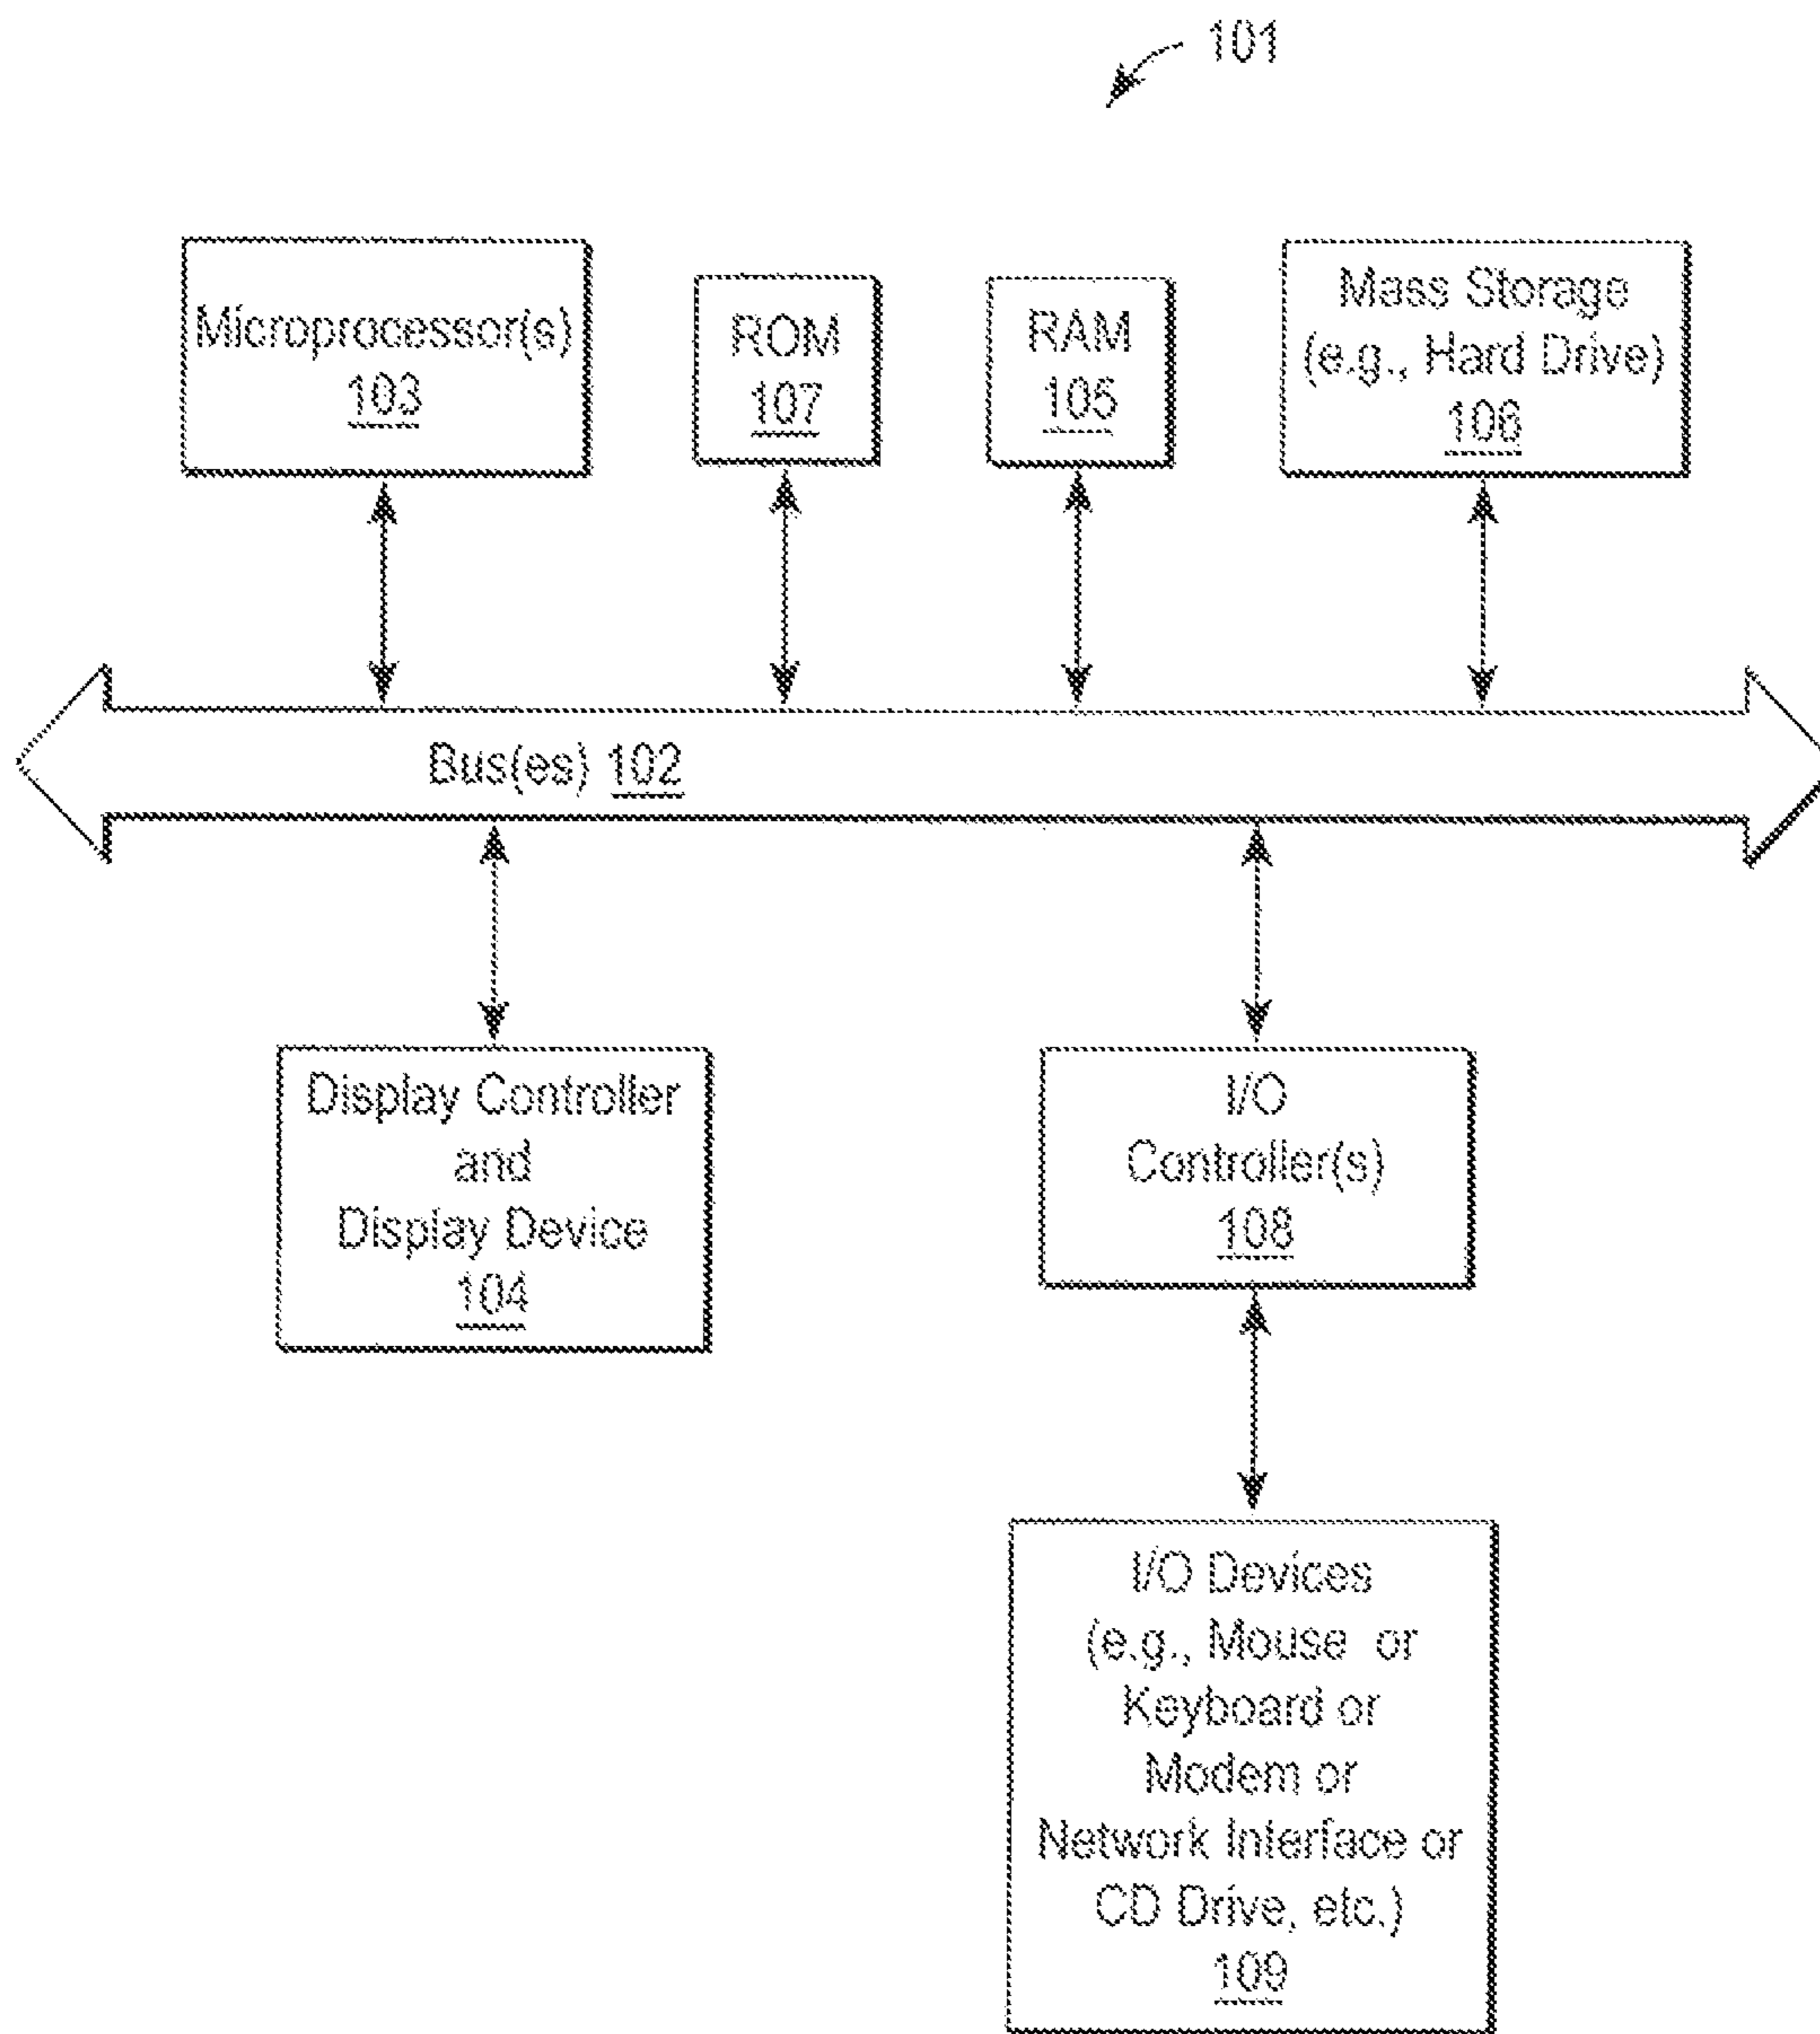 101
Microprocessor(s)
103
ROM
107
RAM
105
Mass Storage
(e.g., Hard Drive)
106
Bus(es) 102
Display Controller
and
Display Device
104
I/O
Controller(s)
108
I/O Devices
(e.g., Mouse or
Keyboard or
Modem or
Network Interface or
CD Drive, etc.)
109